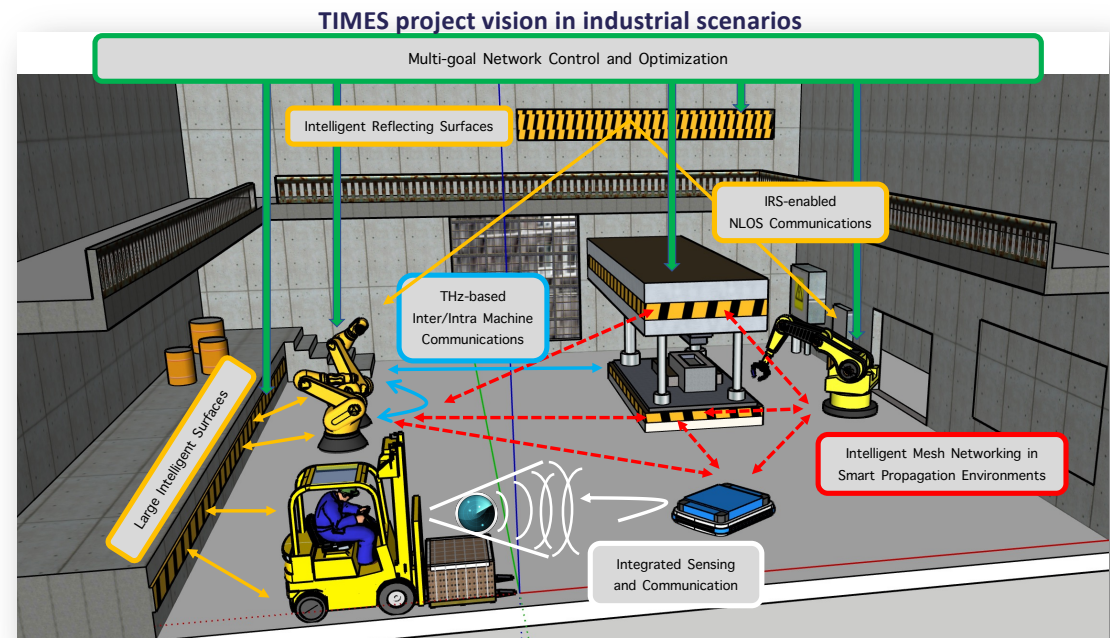 TIMES project vision in industrial scenarios
Multi-goal Network Control and Optimization
Intelligent Reflecting Surfaces
IRS-enabled
NLOS Communications
THz-based
Inter/Intra Machine
Communications
Large Intelligent Surfaces
Intelligent Mesh Networking in
Smart Propagation Environments
Integrated Sensing
and Communication